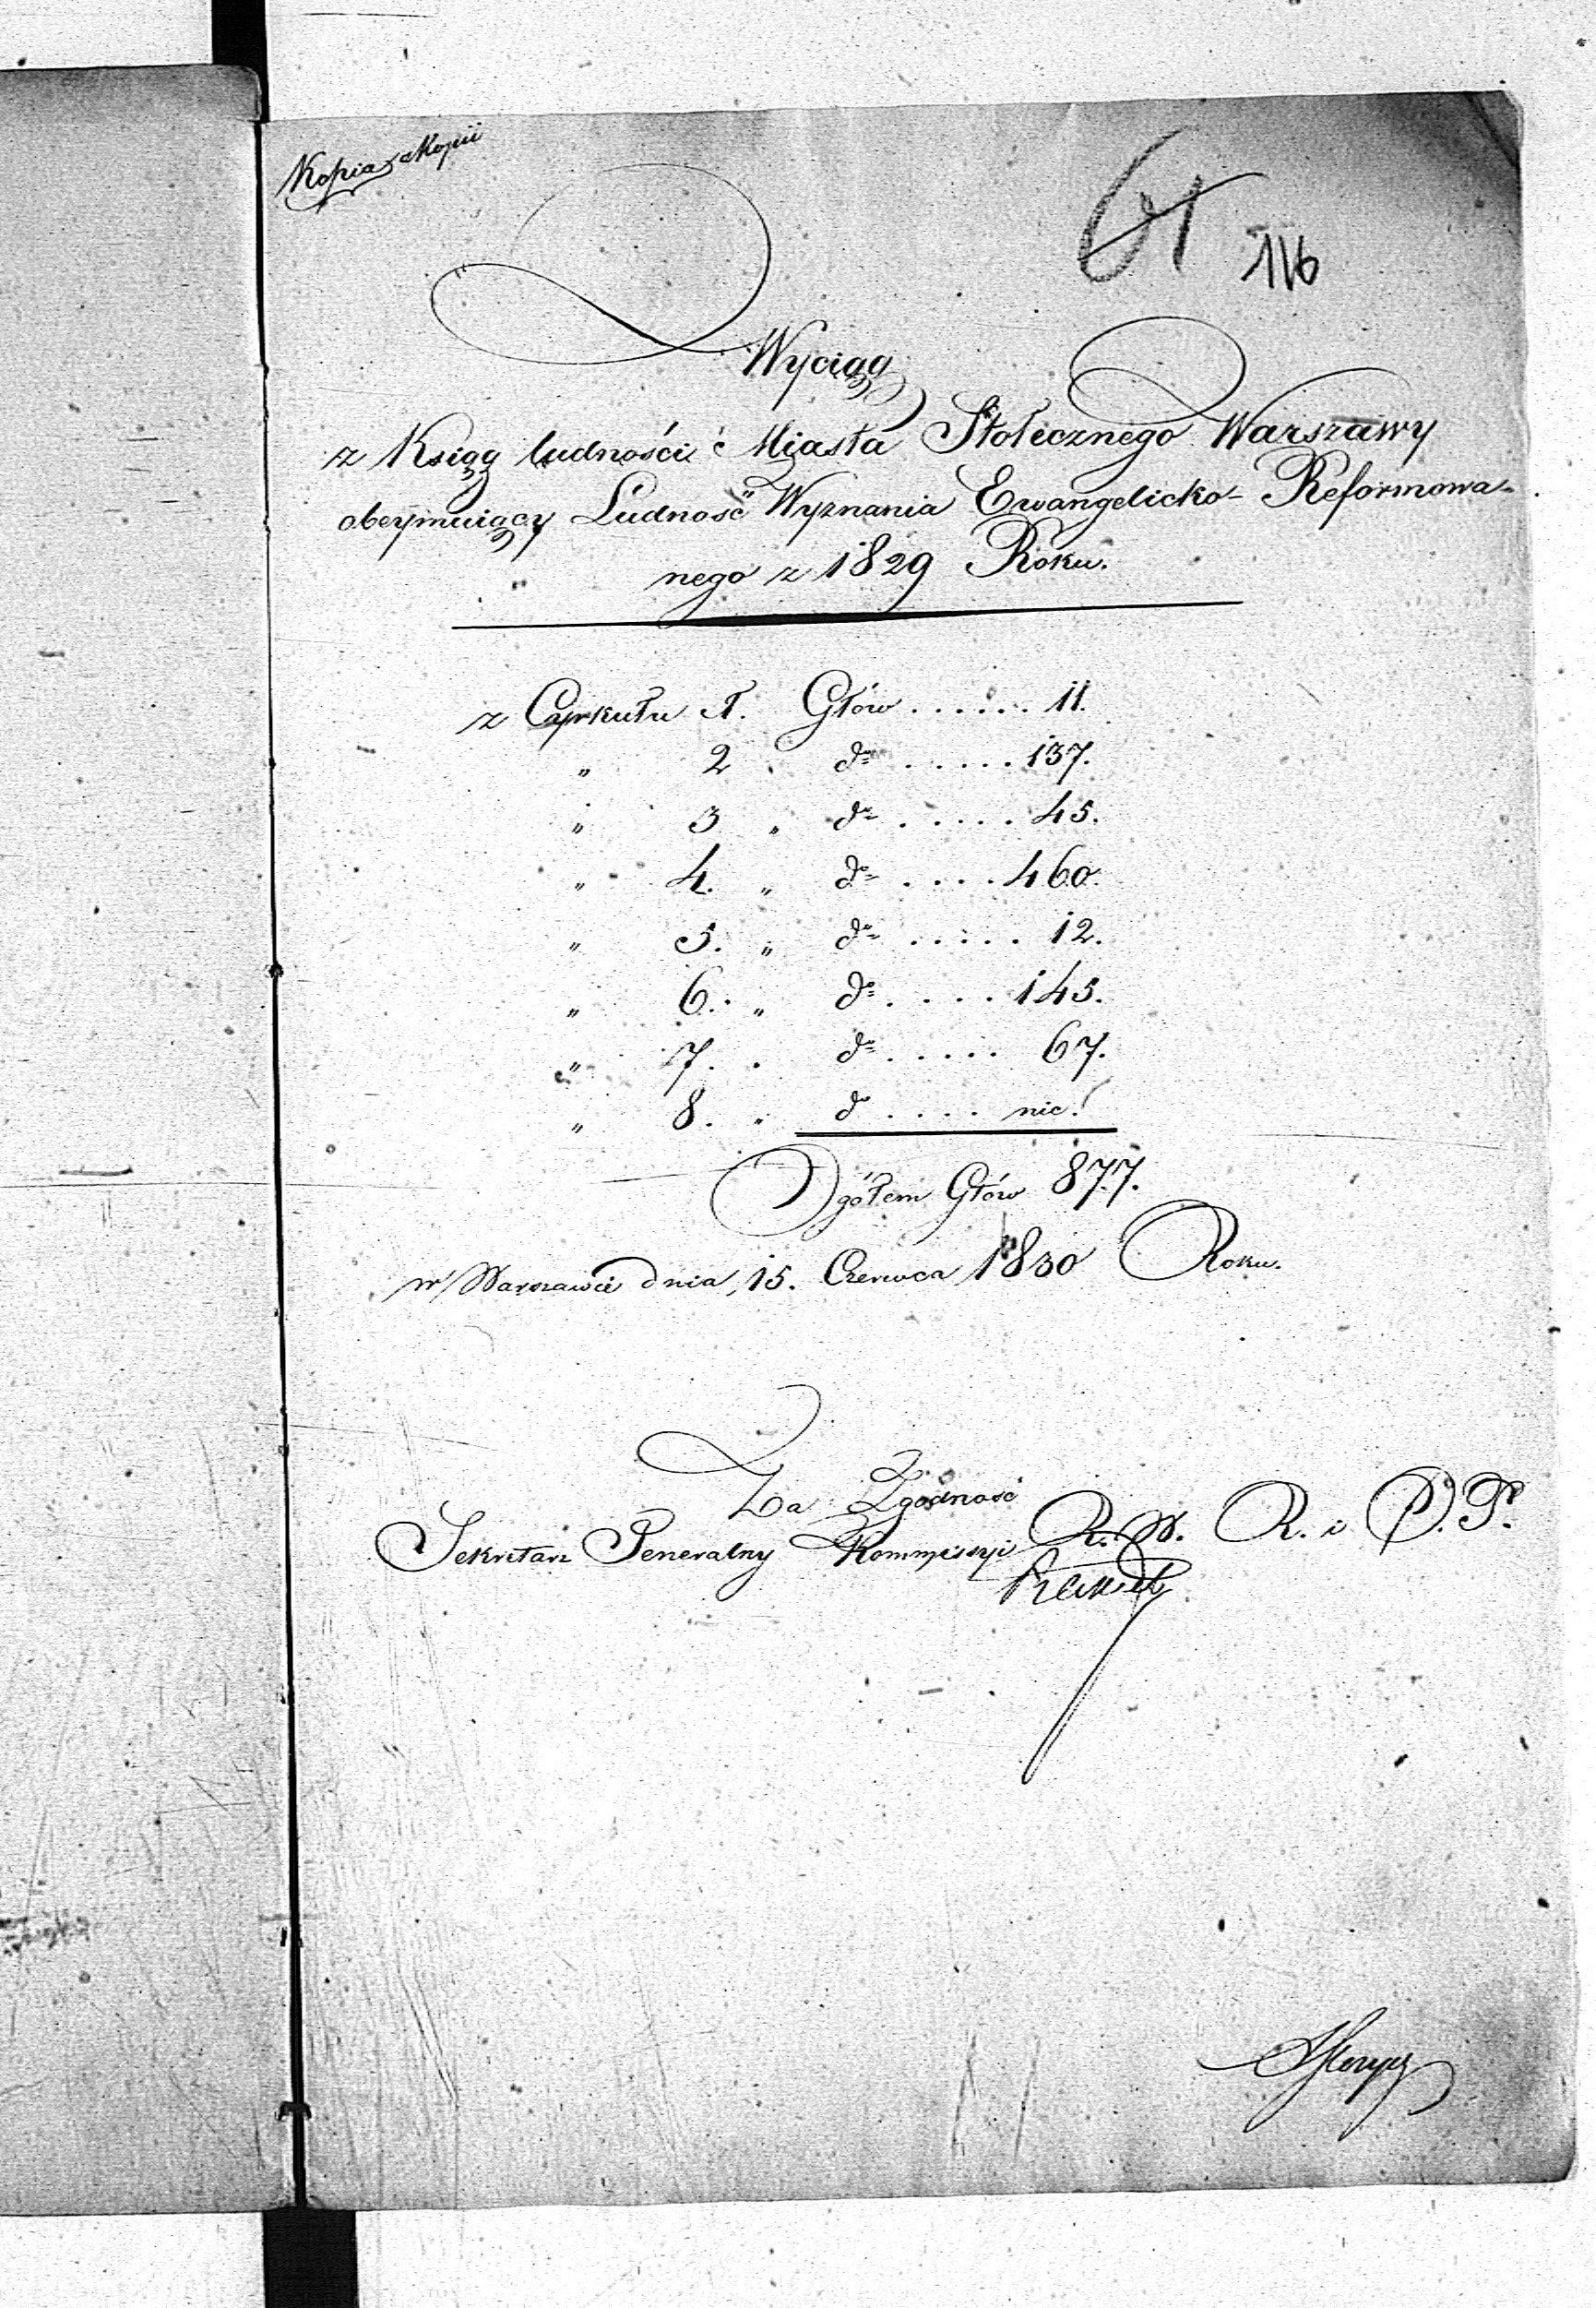 Kopia z Kopii
61
116
Wyciąg
z Ksiąg ludności Miasta Stołecznego Warszawy
obeymuiący Ludność Wyznania Ewangelicko-Reformowa-
nego z 1829 Roku.
z Cyrkułu 1. Głów ...... 11.
" 2 . do ..... 137.
" 3 " do ..... 45.
" 4. " do .... 460.
" 5. " do ..... 12.
" 6. " do .... 145.
" 7. . do ..... 67.
" 8. " do .... nic.
Ogółem Głów 877.
w Warszawie dnia 15. Czerwca 1830 Roku.
Za Zgodność
Sekretarz Generalny Kommissyi R. W. R. i O. P.